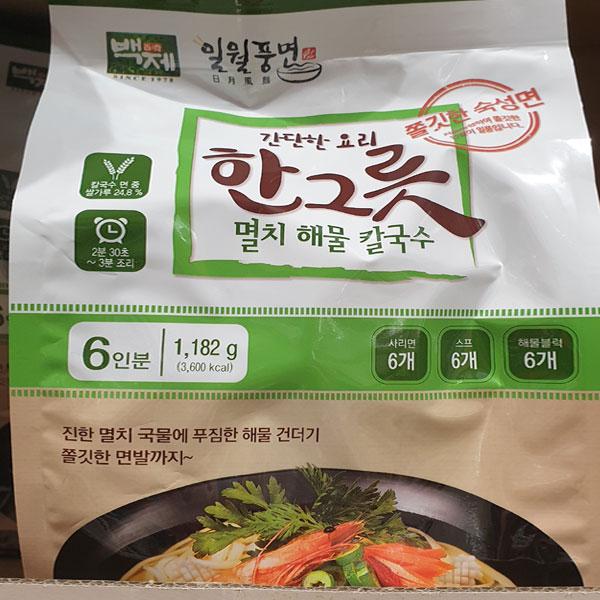 백제
SINCE 1978
일월풍면
日月風麵
쫄깃한 숙성면
일품입니다.
간단한 요리
한그릇
멸치 해물 칼국수
칼국수 면 중
쌀가루 24.8 %
2분 30초
~ 3분 조리
6인분
1,182 g
(3,600 kcal)
사리면
6개
스프
6개
해물블럭
6개
진한 멸치 국물에 푸짐한 해물 건더기
쫄깃한 면발까지~